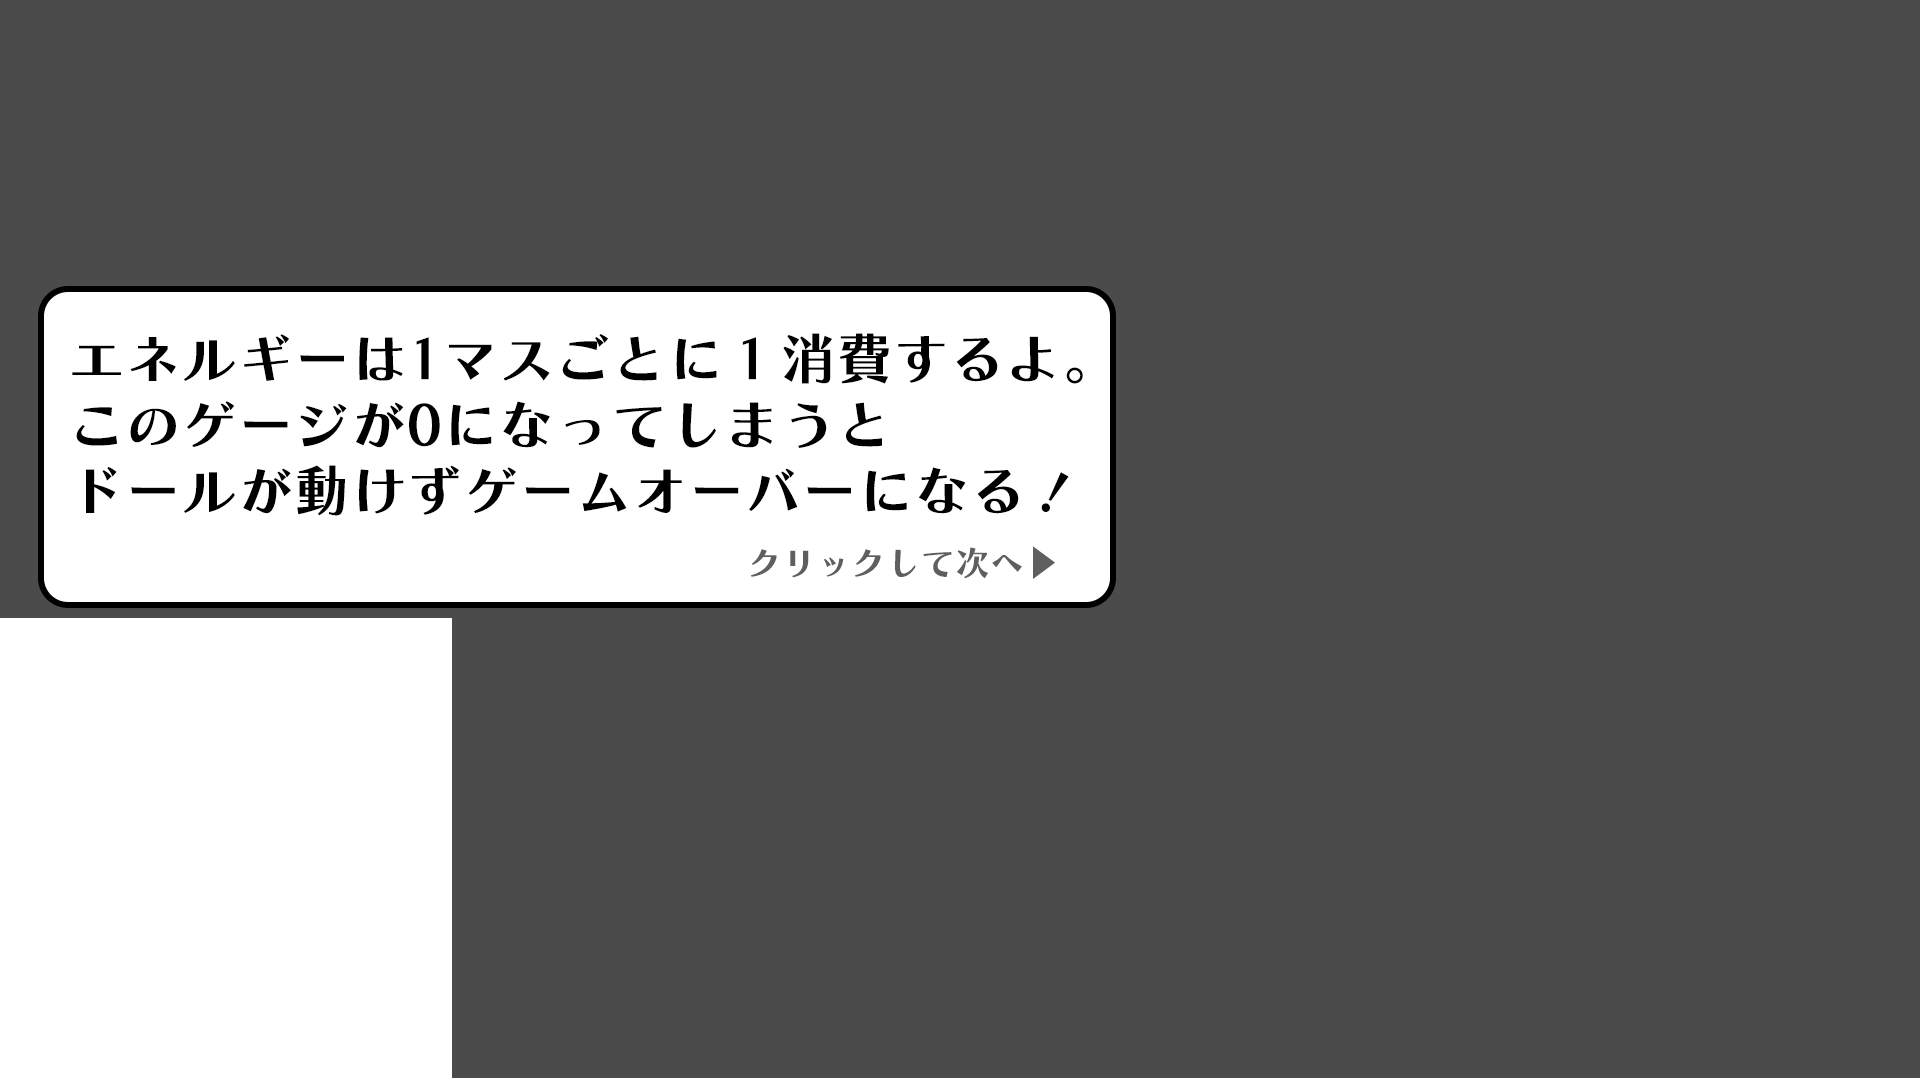 エネルギーは1マスごとに１消費するよ。
このゲージが0になってしまうと
ドールが動けずゲームオーバーになる！
クリックして次へ▶